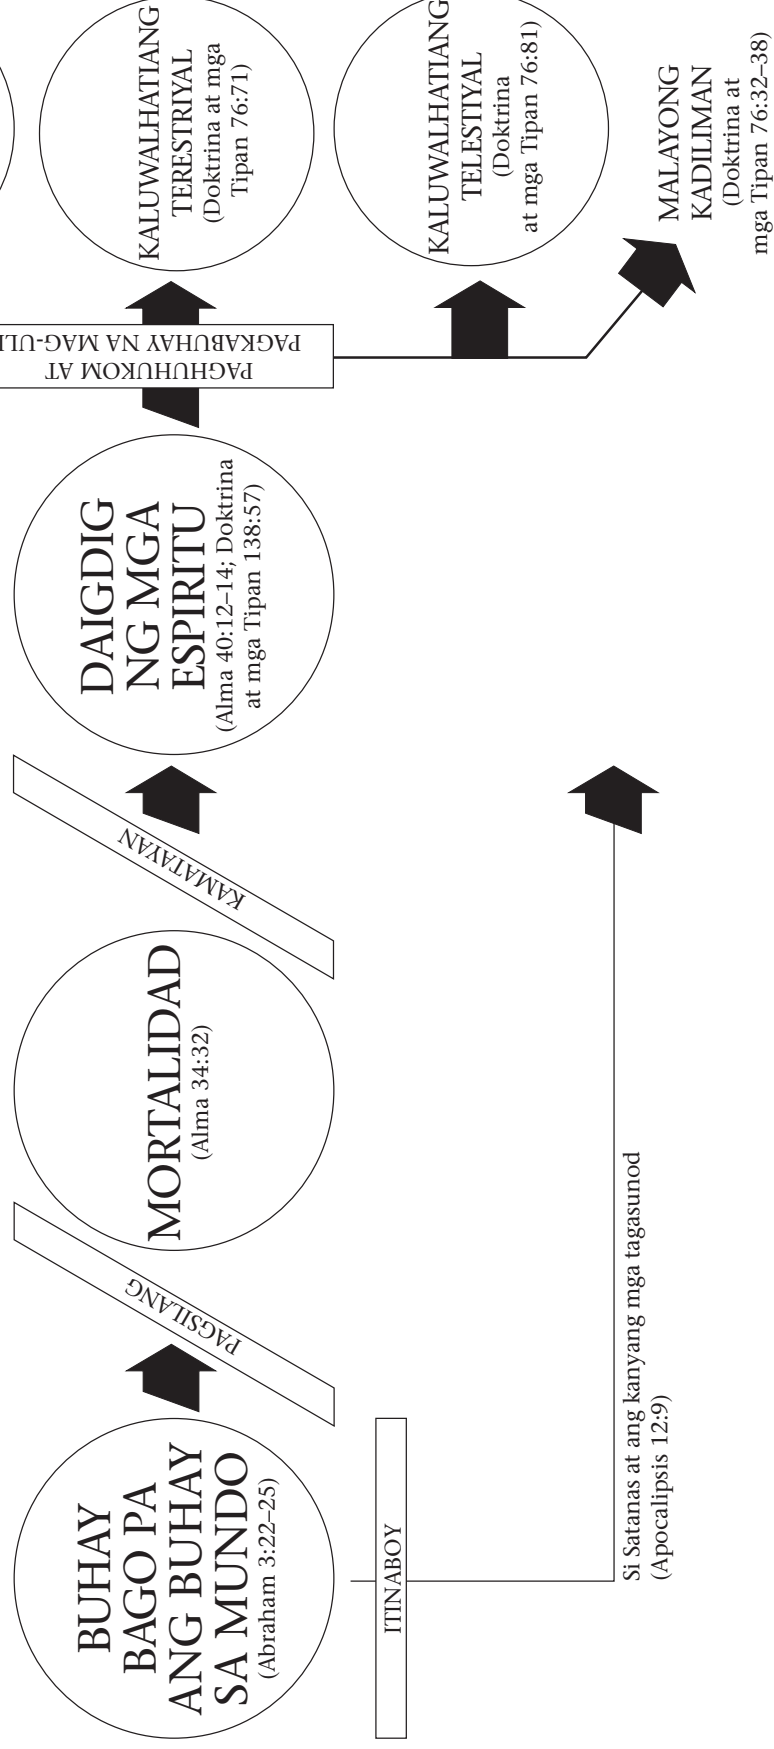 BUHAY
BAGO PA
ANG BUHAY
SA MUNDO
(Abraham 3:22–25)
PAGSILANG
MORTALIDAD
(Alma 34:32)
KAMATAYAN
DAIGDIG
NG MGA
ESPIRITU
(Alma 40:12–14; Doktrina
at mga Tipan 138:57)
PAGHUHUKOM AT
PAGKABUHAY NA MAG-ULI
KALUWALHATIANG
TERESTRIYAL
(Doktrina at mga
Tipan 76:71)
KALUWALHATIANG
TELESTIYAL
(Doktrina
at mga Tipan 76:81)
MALAYONG
KADILIMAN
(Doktrina at
mga Tipan 76:32–38)
ITINABOY
Si Satanas at ang kanyang mga tagasunod
(Apocalipsis 12:9)